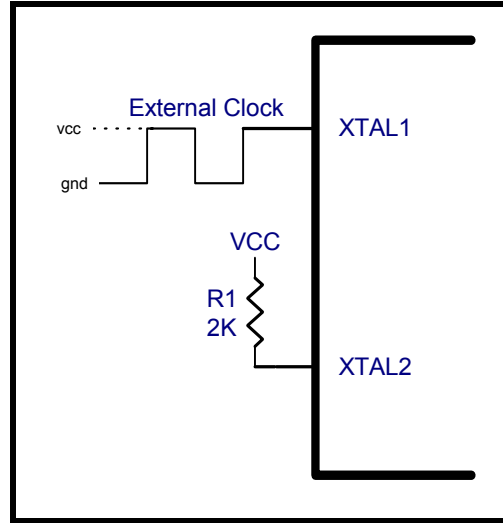 External Clock
vcc
XTAL1
gnd
VCC
R1
2K
XTAL2